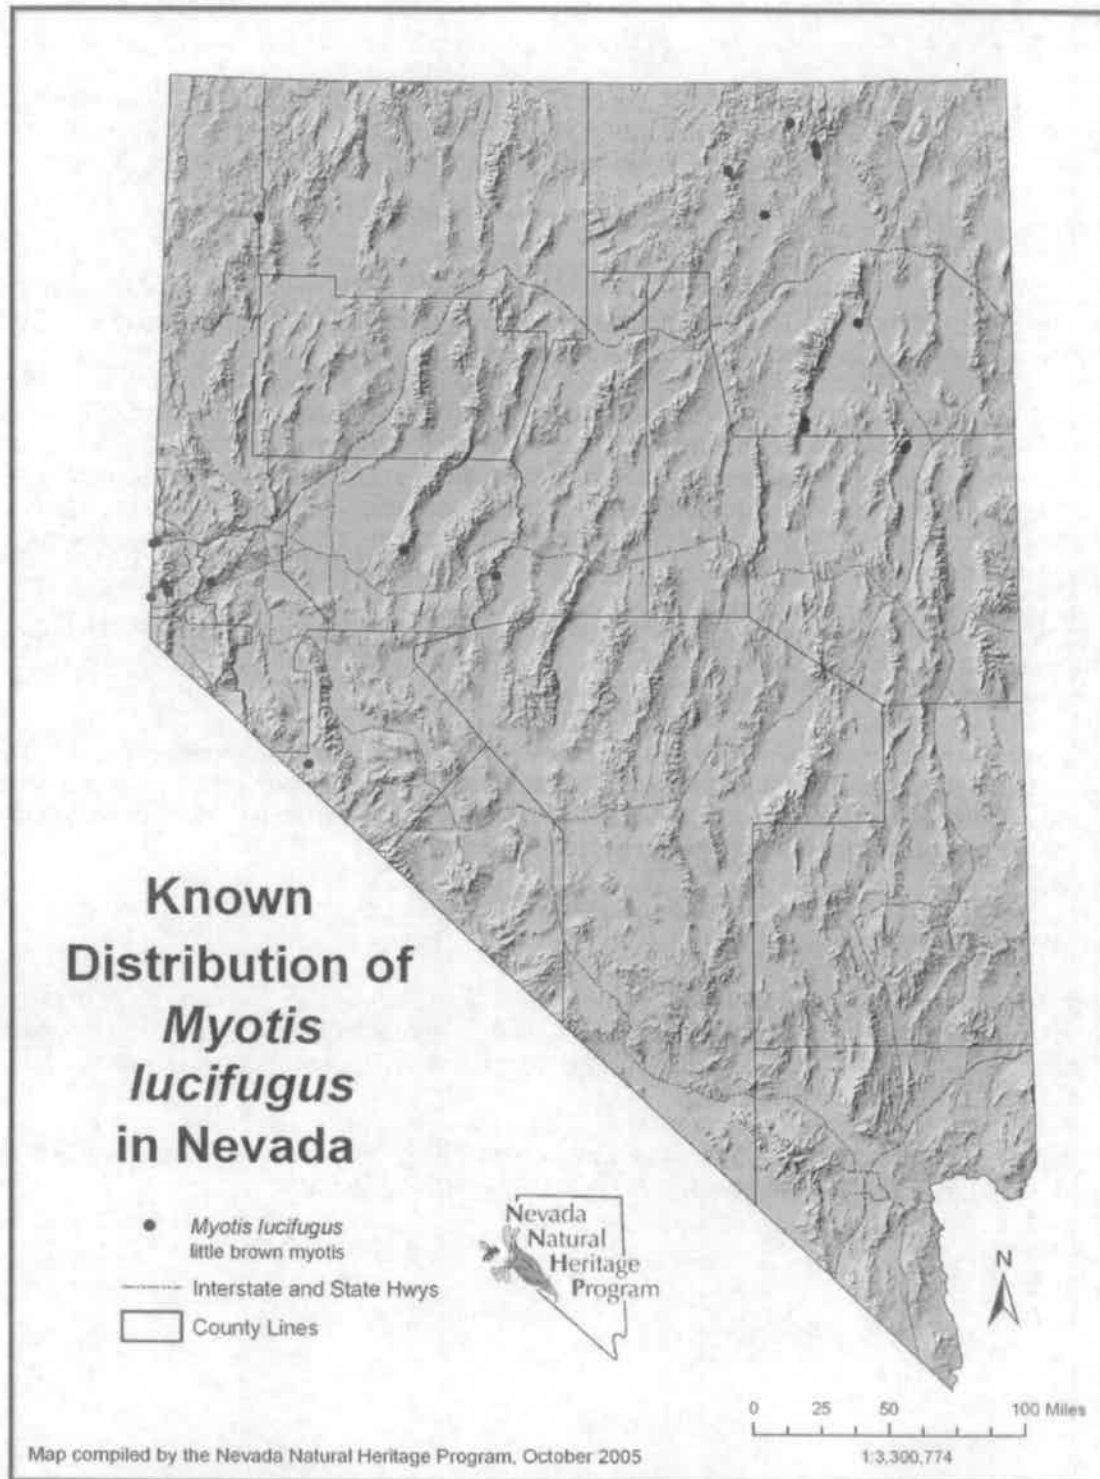 Known
Distribution of
Myotis
lucifugus
in Nevada
Myotis lucifugus
little brown myotis
Interstate and State Hwys
County Lines
Nevada
Natural
Heritage
Program
N
0 25 50 100 Miles
1:3,300,774
Map compiled by the Nevada Natural Heritage Program, October 2005